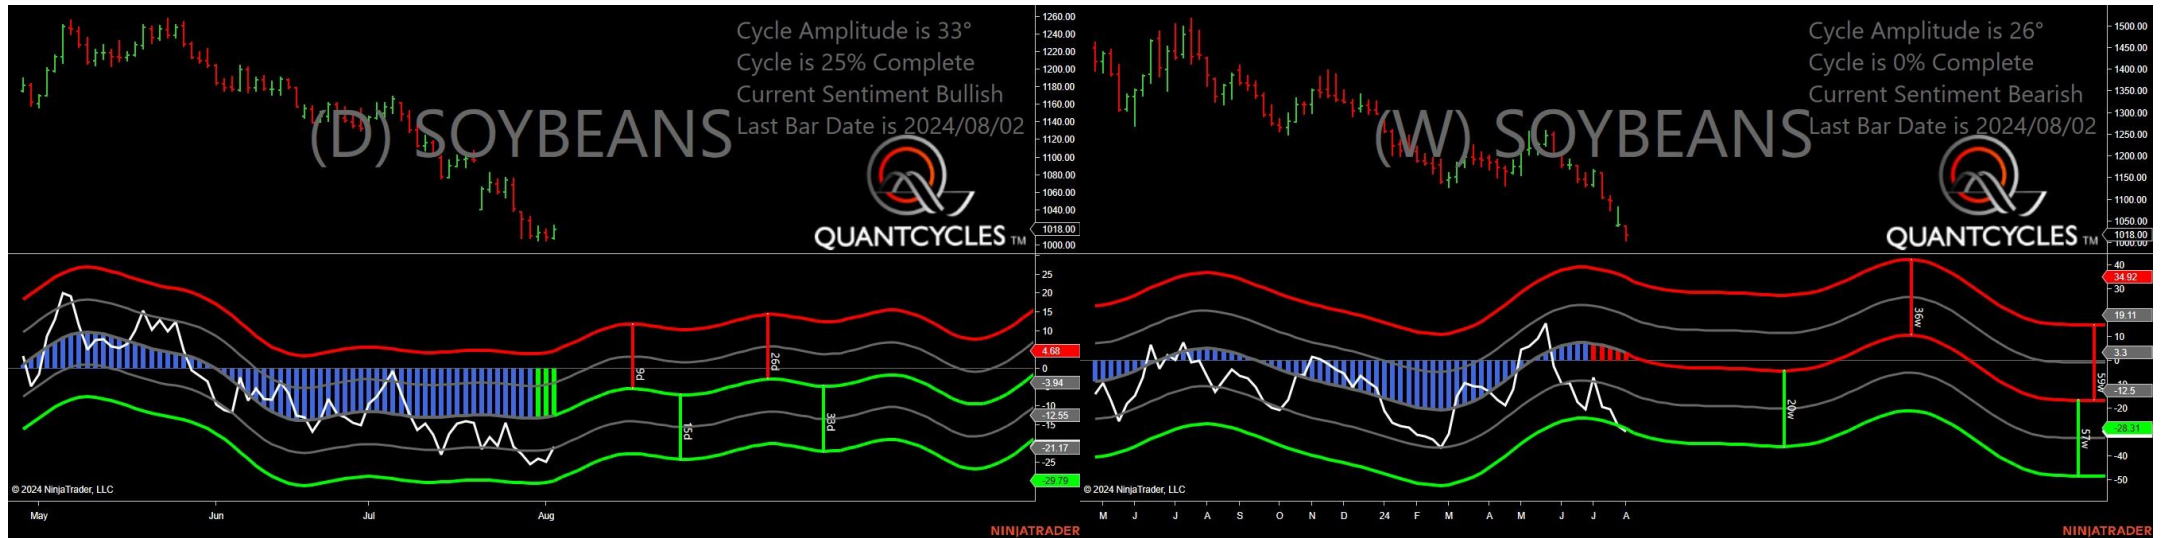 Cycle Amplitude is 33°
Cycle is 25% Complete
Current Sentiment Bullish
Last Bar Date is 2024/08/02
(D) SOYBEANS
QUANTCYCLES TM
1260.00
1240.00
1220.00
1200.00
1180.00
1160.00
1140.00
1120.00
1100.00
1080.00
1060.00
1040.00
1018.00
1000.00
25
20
15
10
4.68
0
-3.94
-10
-12.55
-15
-21.17
-25
-29.79
9d
15d
26d
33d
© 2024 NinjaTrader, LLC
May Jun Jul Aug
NINJATRADER
Cycle Amplitude is 26°
Cycle is 0% Complete
Current Sentiment Bearish
Last Bar Date is 2024/08/02
(W) SOYBEANS
QUANTCYCLES TM
1500.00
1450.00
1400.00
1350.00
1300.00
1250.00
1200.00
1150.00
1100.00
1050.00
1018.00
1000.00
40
34.92
30
19.11
10
3.3
0
-12.5
-20
-28.31
-40
-50
20w
36w
57w
59w
© 2024 NinjaTrader, LLC
M J J A S O N D 24 F M A M J J A
NINJATRADER